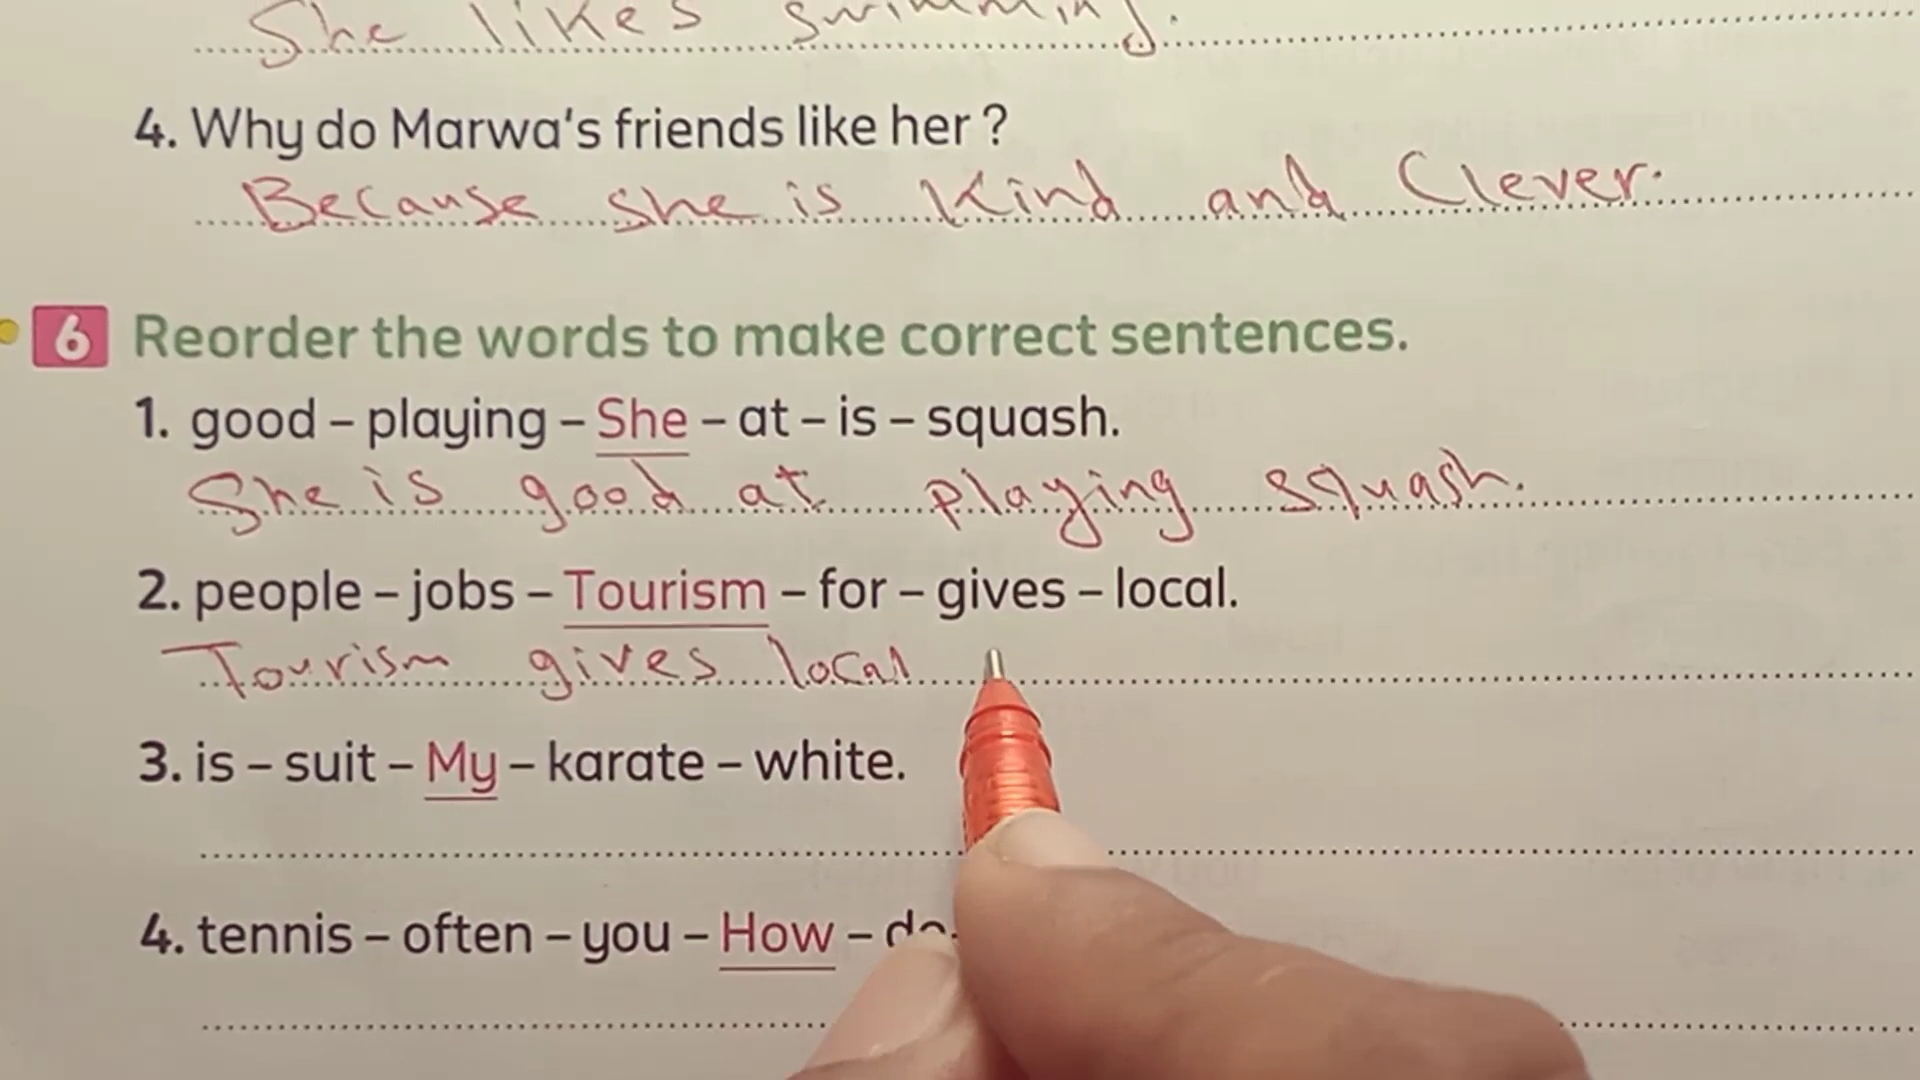 She likes swimming.
4. Why do Marwa's friends like her ?
Because she is Kind and Clever.
6 Reorder the words to make correct sentences.
1. good – playing – She – at – is – squash.
She is good at playing squash.
2. people – jobs – Tourism – for – gives – local.
Tourism gives local
3. is – suit – My – karate – white.
4. tennis – often – you – How – do